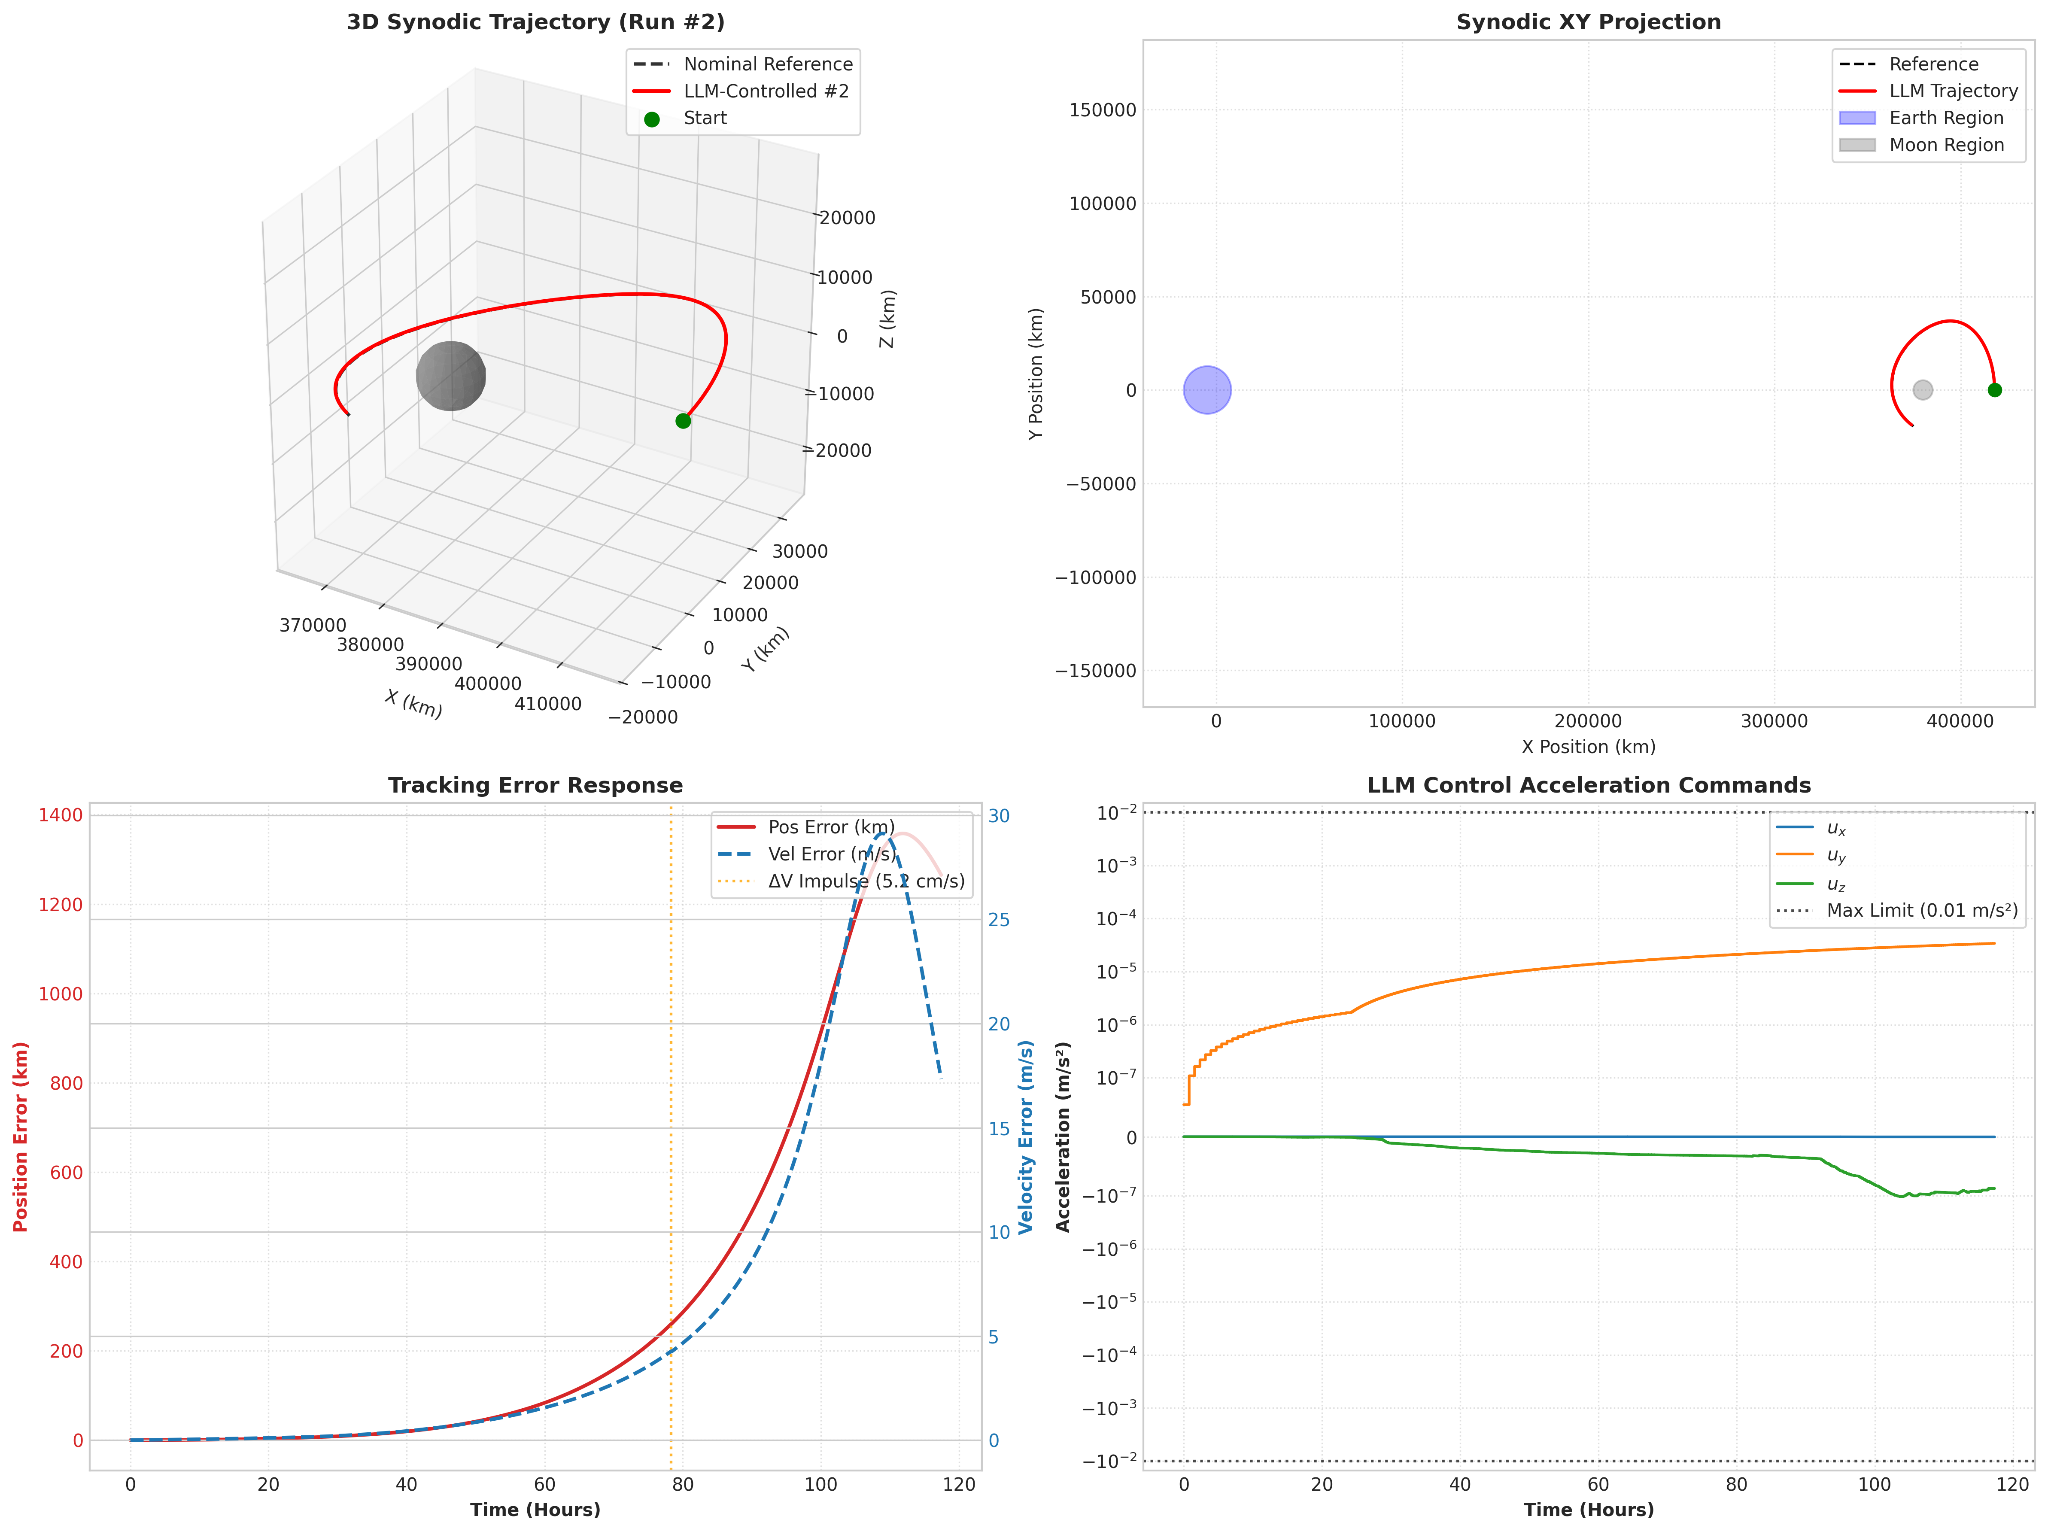 3D Synodic Trajectory (Run #2)
Nominal Reference
LLM-Controlled #2
Start
20000
10000
0
−10000
−20000
Z (km)
30000
20000
10000
0
−10000
−20000
Y (km)
370000
380000
390000
400000
410000
X (km)
Synodic XY Projection
Reference
LLM Trajectory
Earth Region
Moon Region
150000
100000
50000
0
−50000
−100000
−150000
Y Position (km)
0
100000
200000
300000
400000
X Position (km)
Tracking Error Response
Pos Error (km)
Vel Error (m/s)
ΔV Impulse (5.2 cm/s)
1400
1200
1000
800
600
400
200
0
Position Error (km)
30
25
20
15
10
5
0
Velocity Error (m/s)
0
20
40
60
80
100
120
Time (Hours)
LLM Control Acceleration Commands
u_x
u_y
u_z
Max Limit (0.01 m/s²)
10⁻²
10⁻³
10⁻⁴
10⁻⁵
10⁻⁶
10⁻⁷
0
−10⁻⁷
−10⁻⁶
−10⁻⁵
−10⁻⁴
−10⁻³
−10⁻²
Acceleration (m/s²)
0
20
40
60
80
100
120
Time (Hours)